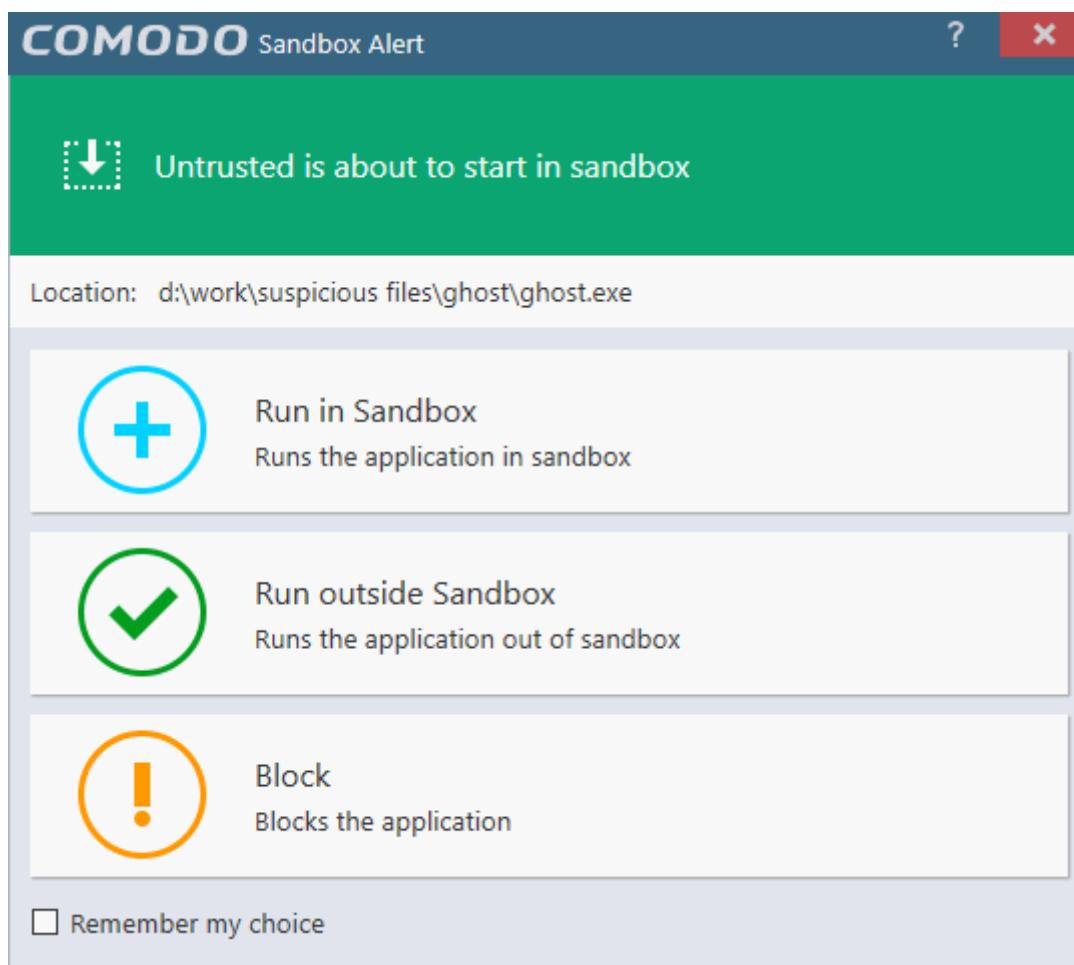 COMODO Sandbox Alert ?
Untrusted is about to start in sandbox
Location: d:\work\suspicious files\ghost\ghost.exe
Run in Sandbox
Runs the application in sandbox
Run outside Sandbox
Runs the application out of sandbox
Block
Blocks the application
Remember my choice